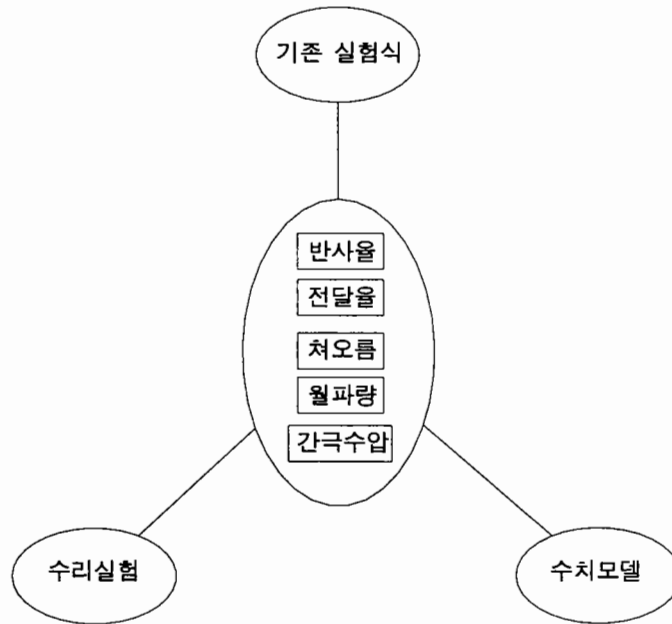 기존 실험식
반사율
전달율
쳐오름
월파량
간극수압
수리실험
수치모델